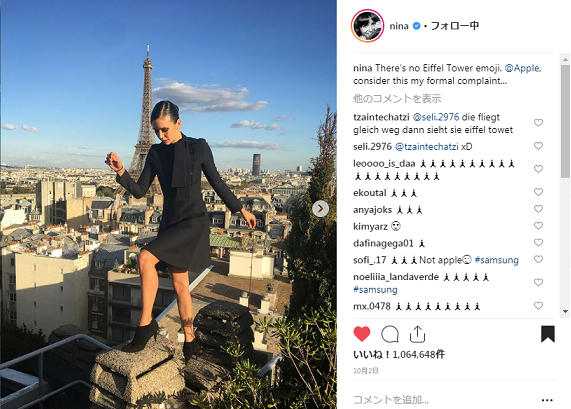 nina • フォロー中
nina There's no Eiffel Tower emoji. @Apple,
consider this my formal complaint...
他のコメントを表示
tzaintechatzi @seli.2976 die fliegt
gleich weg dann sieht sie eiffel towet
seli.2976 @tzaintechatzi xD
leoooo_is_daa
ekoutal
anyajoks
kimyarz
dafinagega01
sofi_.17 Not apple #samsung
noeliiia_landaverde
#samsung
mx.0478
いいね！1,064,648件
10月2日
コメントを追加...